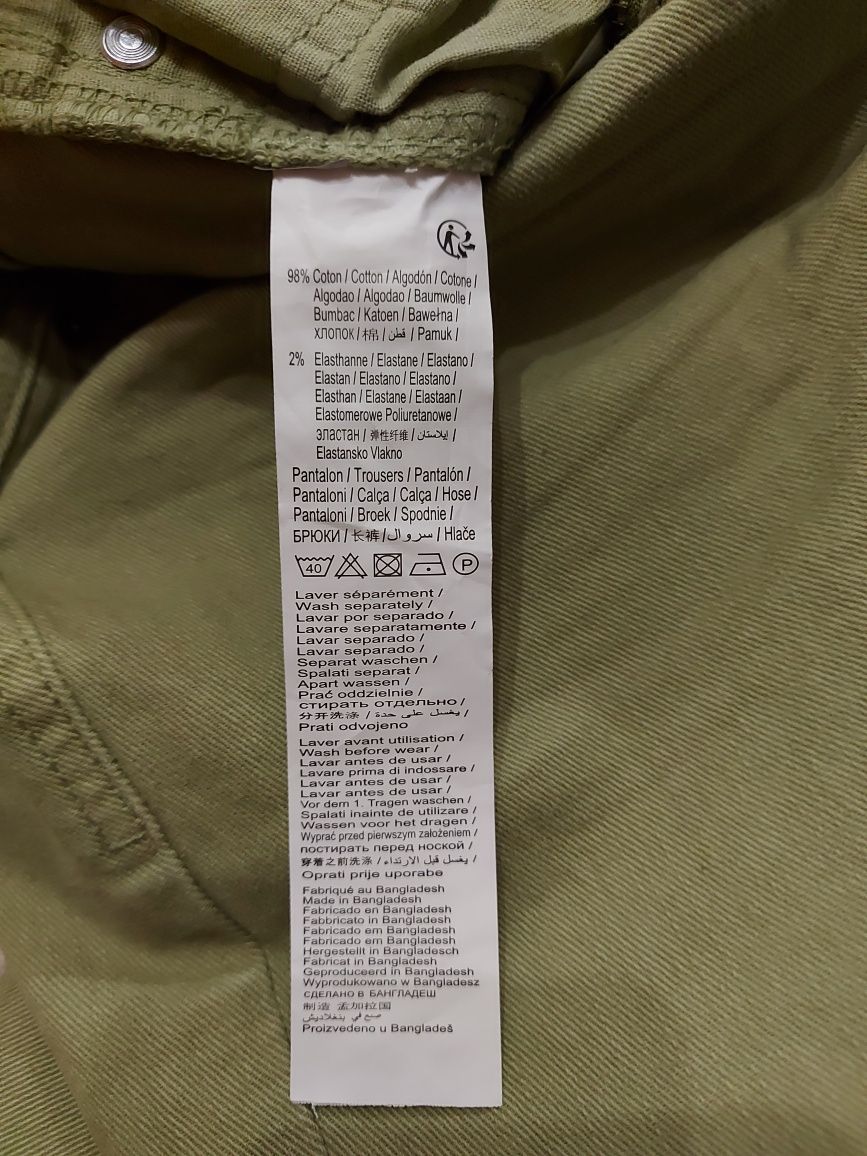 98% Coton / Cotton / Algodón / Cotone /
Algodao / Algodao / Baumwolle /
Bumbac / Katoen / Bawełna /
ХЛОПОК / 棉 / قطن / Pamuk /
2% Elasthanne / Elastane / Elastano /
Elastan / Elastano / Elastano /
Elasthan / Elastane / Elastaan /
Elastomerowe Poliuretanowe /
ЭЛАСТАН / 弹性纤维 / إيلاستان /
Elastansko Vlakno
Pantalon / Trousers / Pantalón /
Pantaloni / Calça / Calça / Hose /
Pantaloni / Broek / Spodnie /
БРЮКИ / 长裤 / سروال / Hlače
40 P
Laver séparément /
Wash separately /
Lavar por separado /
Lavare separatamente /
Lavar separado /
Lavar separado /
Separat waschen /
Spalati separat /
Apart wassen /
Prać oddzielnie /
СТИРАТЬ ОТДЕЛЬНО /
分开洗涤 / يغسل على حدة /
Prati odvojeno
Laver avant utilisation /
Wash before wear /
Lavar antes de usar /
Lavare prima di indossare /
Lavar antes de usar /
Lavar antes de usar /
Vor dem 1. Tragen waschen /
Spalati inainte de utilizare /
Wassen voor het dragen /
Wyprać przed pierwszym założeniem /
ПОСТИРАТЬ ПЕРЕД НОСКОЙ /
穿着之前洗涤 / يغسل قبل الارتداء /
Oprati prije uporabe
Fabriqué au Bangladesh
Made in Bangladesh
Fabricado en Bangladesh
Fabbricato in Bangladesh
Fabricado em Bangladesh
Fabricado em Bangladesh
Hergestellt in Bangladesch
Fabricat in Bangladesh
Geproduceerd in Bangladesh
Wyprodukowano w Bangladesz
СДЕЛАНО В БАНГЛАДЕШ
制造 孟加拉国
صنع في بنغلاديش
Proizvedeno u Bangladeš